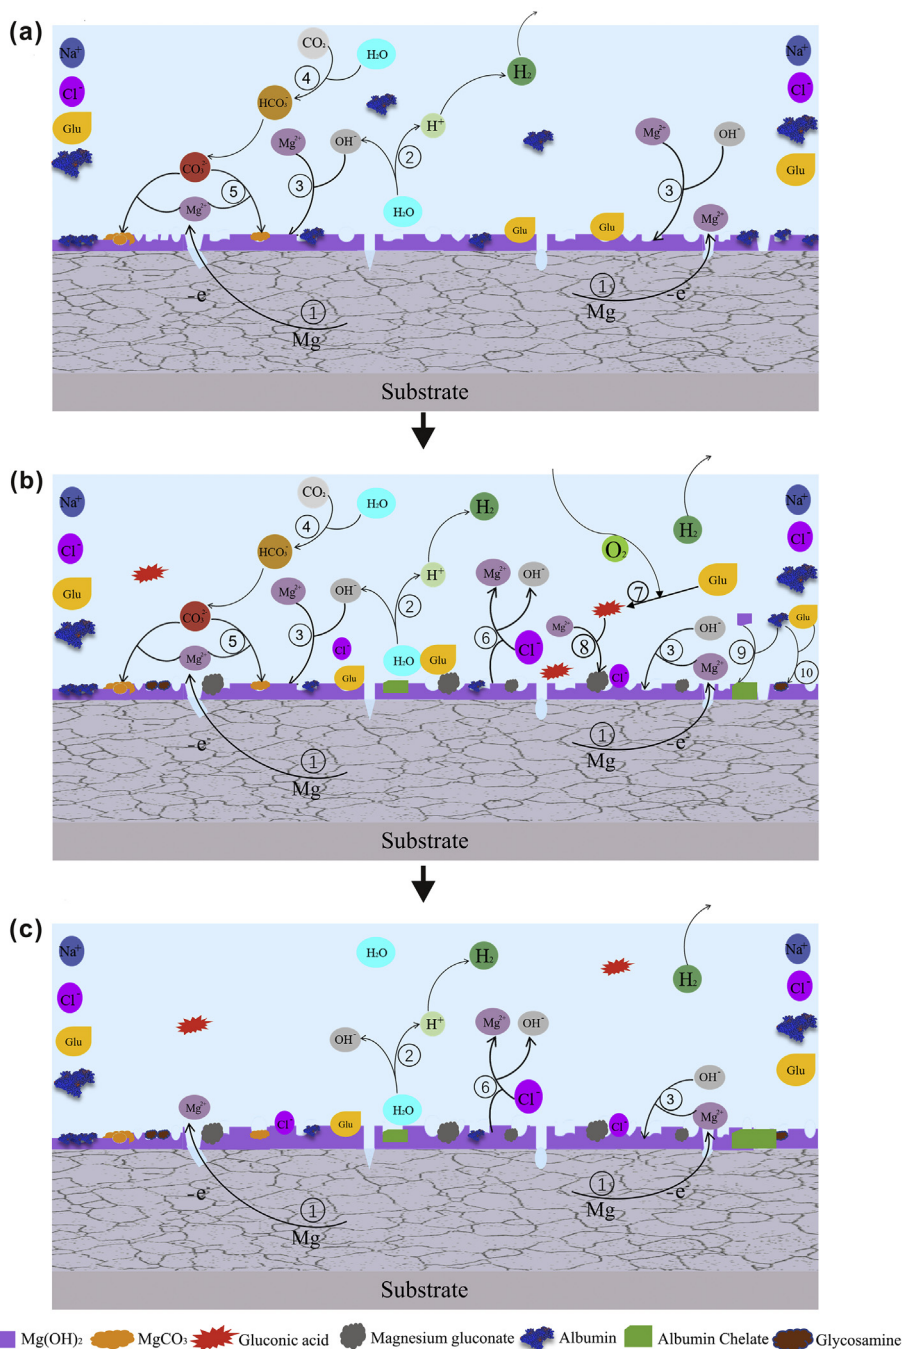 (a)
CO₂
H₂O
Na⁺
Na⁺
H₂
④
Cl⁻
Cl⁻
HCO₃⁻
Glu
H⁺
Mg²⁺
OH⁻
②
Mg²⁺
OH⁻
CO₃²⁻
Glu
⑤
③
③
Mg²⁺
H₂O
Mg²⁺
Glu
Glu
-e⁻
①
①
-e⁻
Mg
Mg
Substrate
(b)
CO₂
H₂O
H₂
Na⁺
Na⁺
④
H₂
Cl⁻
HCO₃⁻
O₂
Cl⁻
H⁺
Mg²⁺
OH⁻
Glu
Glu
Mg²⁺
OH⁻
②
⑦
CO₃²⁻
Glu
⑤
③
⑥
Mg²⁺
OH⁻
Cl⁻
Cl⁻
⑧
③
⑨
Mg²⁺
H₂O
Glu
Mg²⁺
⑩
Glu
Cl⁻
-e⁻
①
①
-e⁻
Mg
Mg
Substrate
(c)
Na⁺
H₂O
H₂
Na⁺
H₂
Cl⁻
Cl⁻
H⁺
Mg²⁺
OH⁻
Glu
OH⁻
②
Glu
⑥
OH⁻
Cl⁻
③
Mg²⁺
H₂O
Mg²⁺
Cl⁻
Glu
Cl⁻
-e⁻
①
①
-e⁻
Mg
Mg
Substrate
Mg(OH)₂ MgCO₃ Gluconic acid Magnesium gluconate Albumin Albumin Chelate Glycosamine